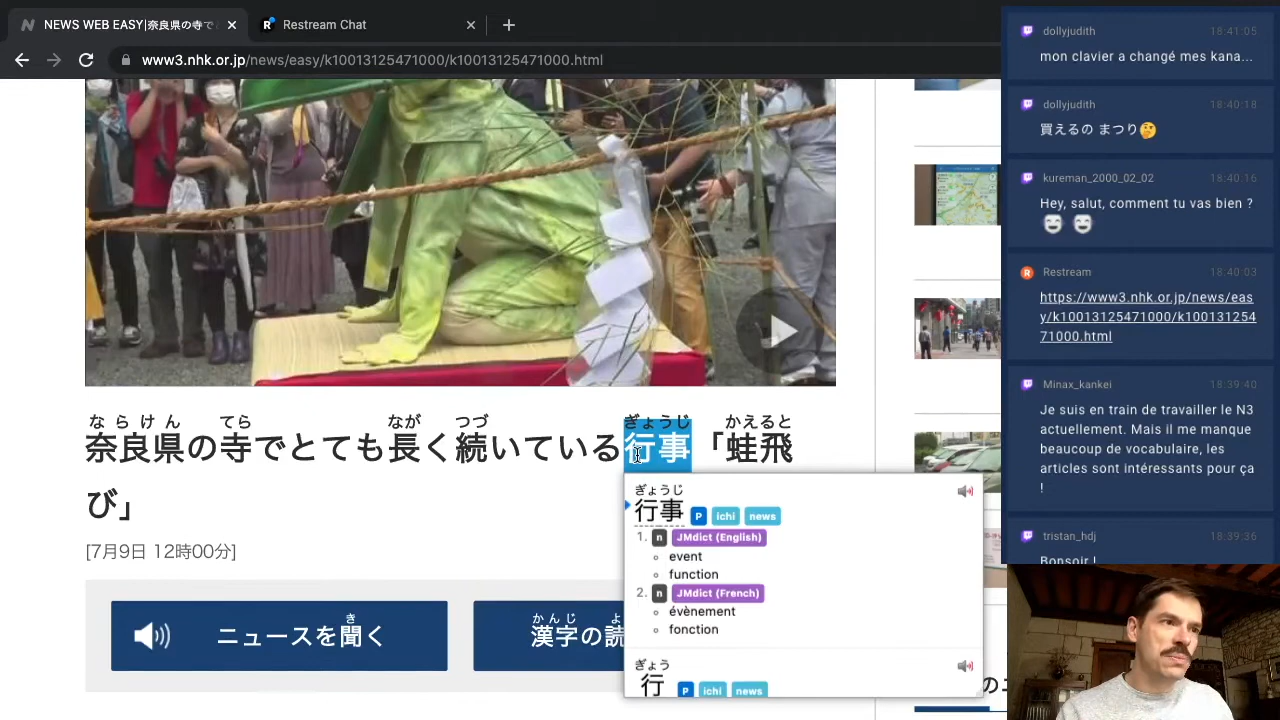 NEWS WEB EASY|奈良県の寺で
Restream Chat
www3.nhk.or.jp/news/easy/k10013125471000/k10013125471000.html
ならけん てら なが つづ ぎょうじ かえると
奈良県の寺でとても長く続いている行事「蛙飛
び」
[7月9日 12時00分]
き
ニュースを聞く
かんじ よ
漢字の読
ぎょうじ
行事 P ichi news
1. n JMdict (English)
event
function
2. n JMdict (French)
évènement
fonction
ぎょう
行 P ichi news
dollyjudith 18:41:05
mon clavier a changé mes kana...
dollyjudith 18:40:18
買えるの まつり🤔
kureman_2000_02_02 18:40:16
Hey, salut, comment tu vas bien ?
Restream 18:40:03
https://www3.nhk.or.jp/news/eas
y/k10013125471000/k100131254
71000.html
Minax_kankei 18:39:40
Je suis en train de travailler le N3
actuellement. Mais il me manque
beaucoup de vocabulaire, les
articles sont intéressants pour ça
!
tristan_hdj 18:39:36
Bonsoir !